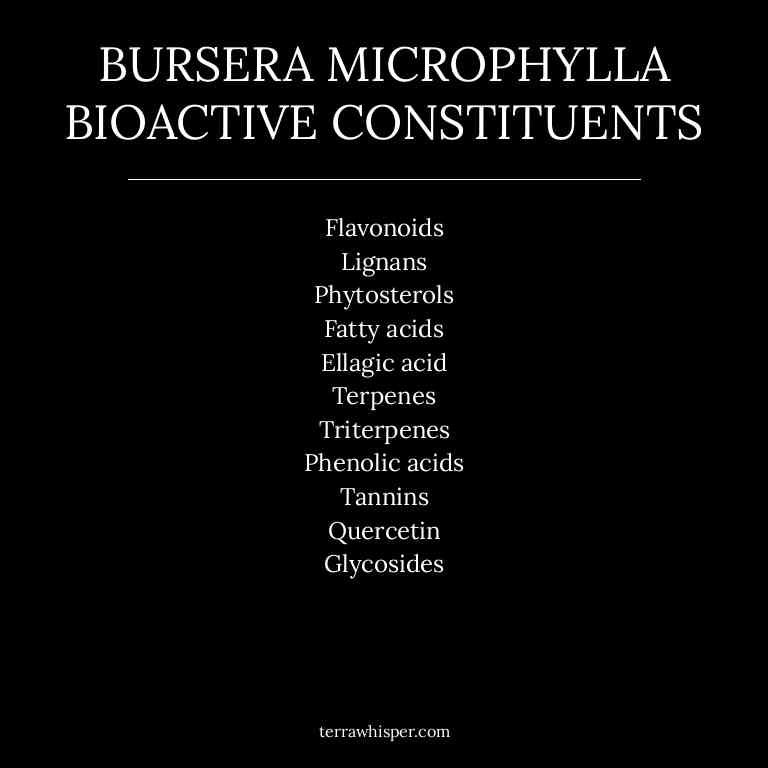 BURSERA MICROPHYLLA
BIOACTIVE CONSTITUENTS
Flavonoids
Lignans
Phytosterols
Fatty acids
Ellagic acid
Terpenes
Triterpenes
Phenolic acids
Tannins
Quercetin
Glycosides
terrawhisper.com